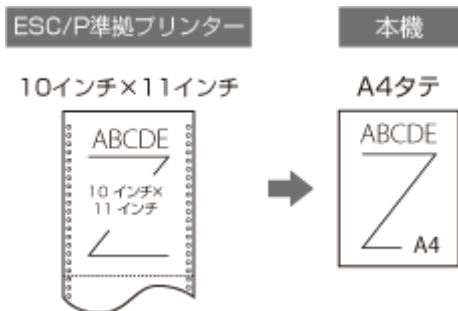 ESC/P準拠プリンター
本機
10インチ×11インチ
A4タテ
ABCDE
10 インチ×
11 インチ
ABCDE
A4